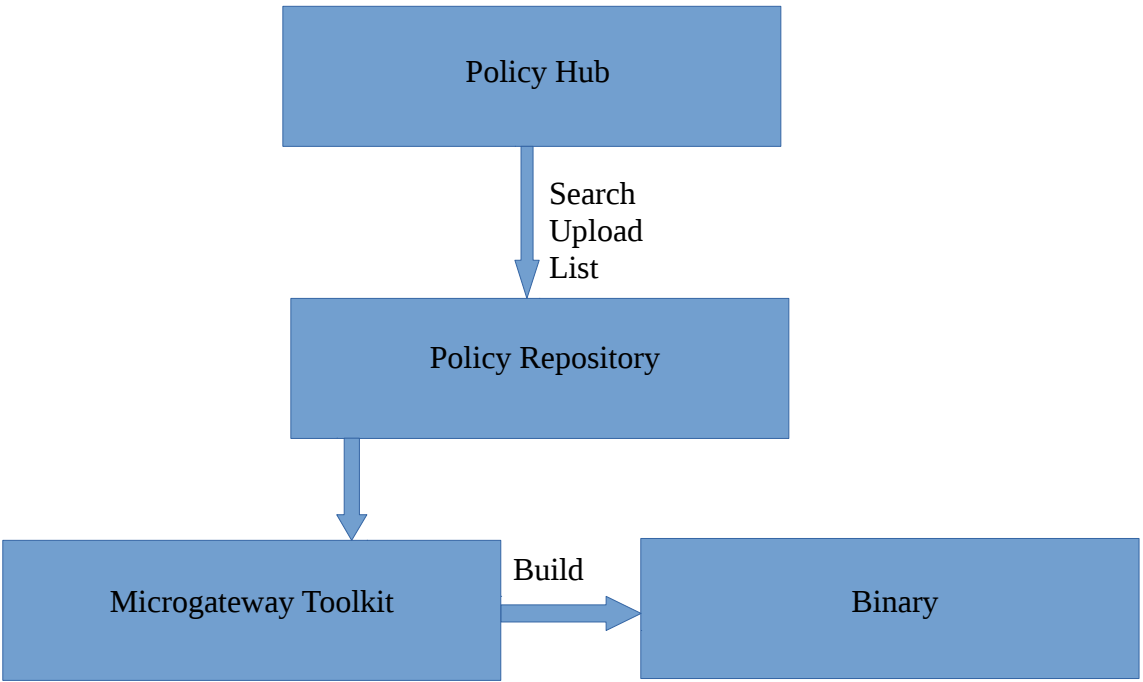 Policy Hub
Search
Upload
List
Policy Repository
Build
Microgateway Toolkit
Binary